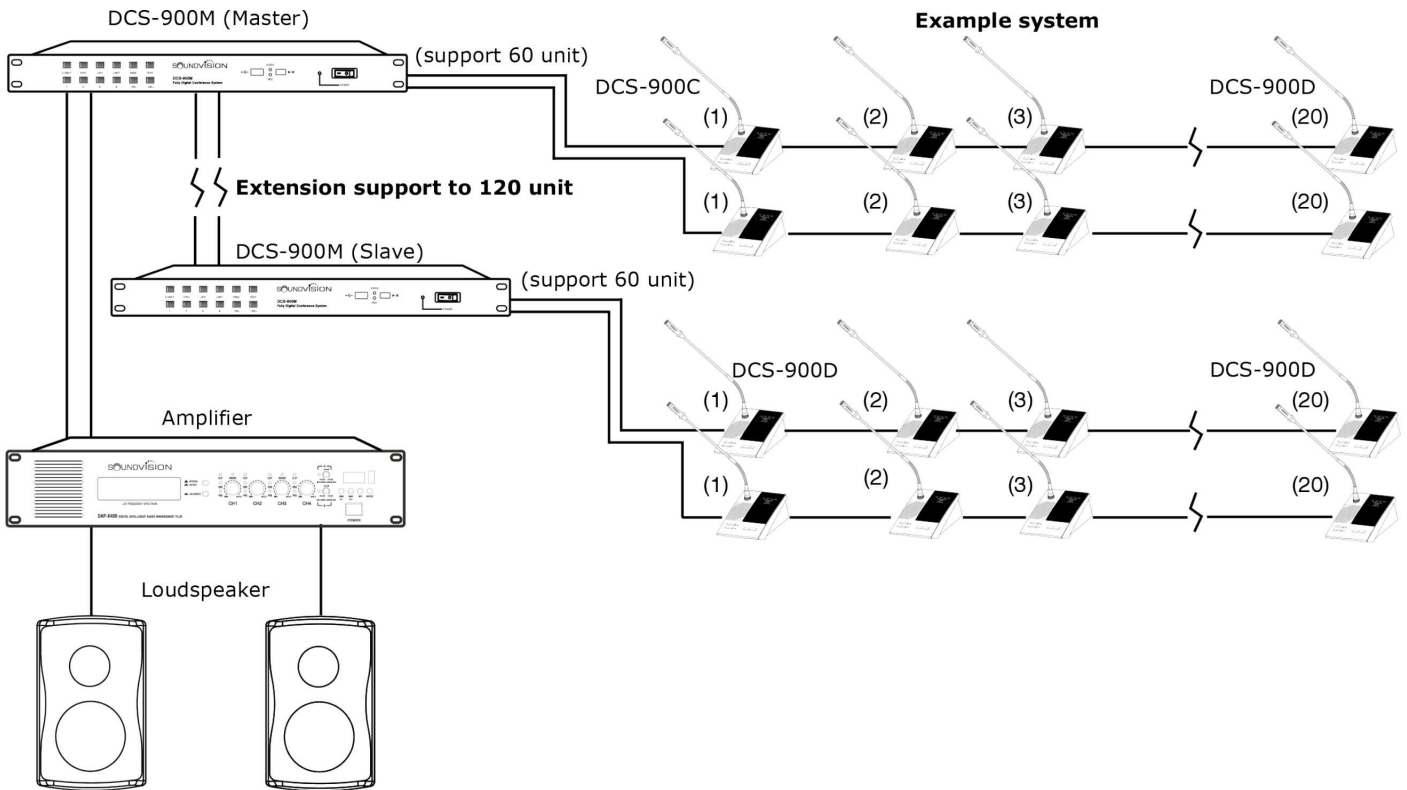 DCS-900M (Master)
Example system
SOUNDVISION
DCS-900M
Fully Digital Conference System
(support 60 unit)
DCS-900C
DCS-900D
(1)
(2)
(3)
(20)
(1)
(2)
(3)
(20)
Extension support to 120 unit
DCS-900M (Slave)
SOUNDVISION
DCS-900M
Fully Digital Conference System
(support 60 unit)
DCS-900D
DCS-900D
(1)
(2)
(3)
(20)
(1)
(2)
(3)
(20)
Amplifier
SOUNDVISION
CH1
CH2
CH3
CH4
POWER
Loudspeaker